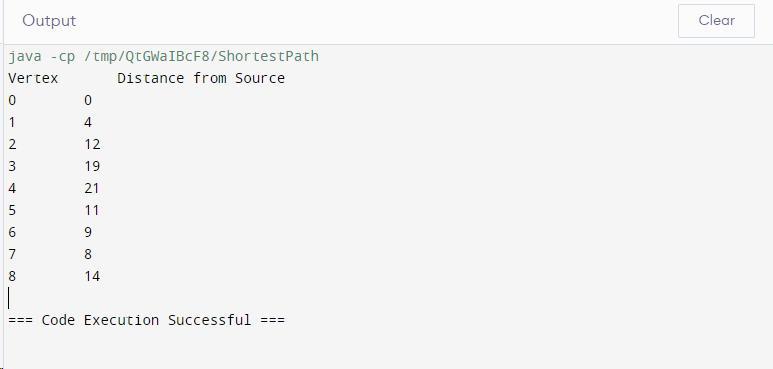 Output
Clear
java -cp /tmp/QtGWaIBcF8/ShortestPath
Vertex Distance from Source
0 0
1 4
2 12
3 19
4 21
5 11
6 9
7 8
8 14
=== Code Execution Successful ===